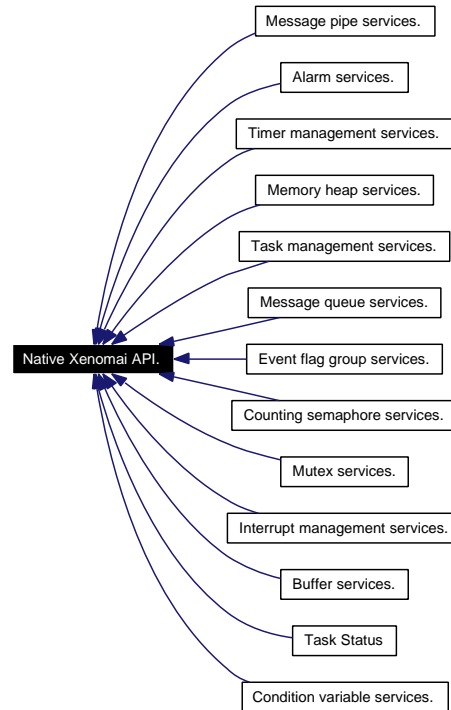 Message pipe services.
Alarm services.
Timer management services.
Memory heap services.
Task management services.
Message queue services.
Native Xenomai API.
Event flag group services.
Counting semaphore services.
Mutex services.
Interrupt management services.
Buffer services.
Task Status
Condition variable services.